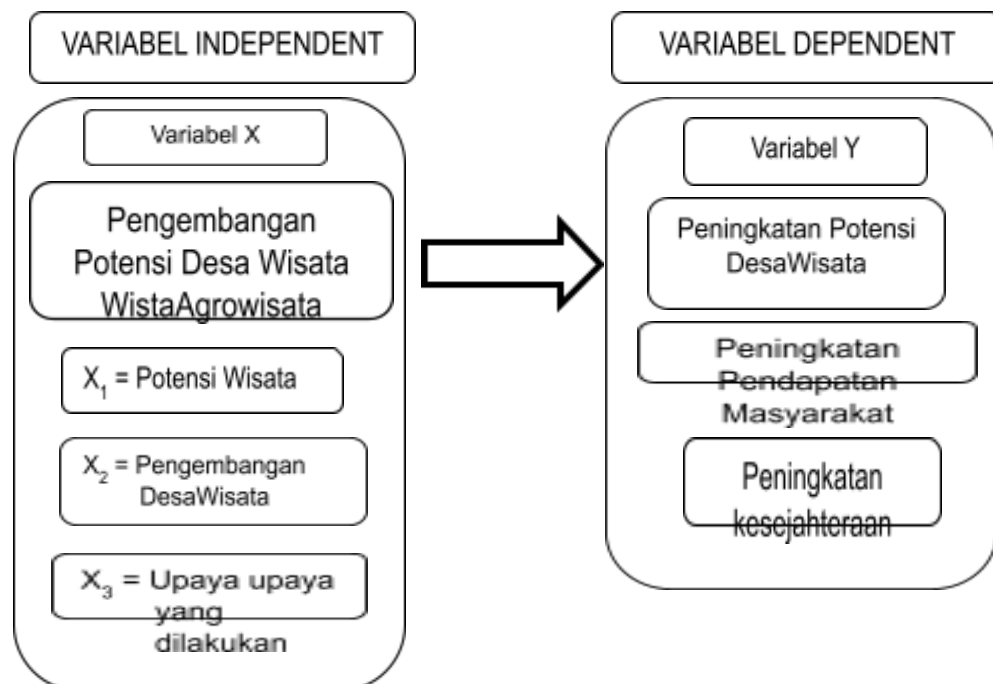 VARIABEL INDEPENDENT
Variabel X
Pengembangan
Potensi Desa Wisata
WistaAgrowisata
X₁ = Potensi Wisata
X₂ = Pengembangan
DesaWisata
X₃ = Upaya upaya
yang
dilakukan
VARIABEL DEPENDENT
Variabel Y
Peningkatan Potensi
DesaWisata
Peningkatan
Pendapatan
Masyarakat
Peningkatan
kesejahteraan